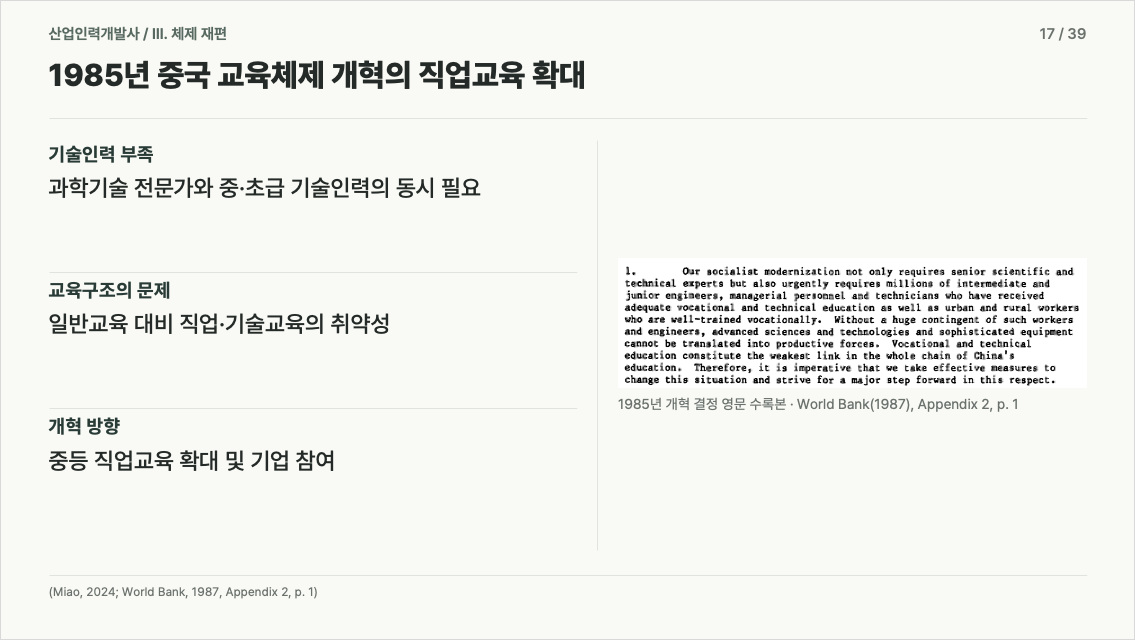 산업인력개발사 / III. 체제 재편
17 / 39
1985년 중국 교육체제 개혁의 직업교육 확대
기술인력 부족
과학기술 전문가와 중·초급 기술인력의 동시 필요
교육구조의 문제
일반교육 대비 직업·기술교육의 취약성
개혁 방향
중등 직업교육 확대 및 기업 참여
1. Our socialist modernization not only requires senior scientific and
technical experts but also urgently requires millions of intermediate and
junior engineers, managerial personnel and technicians who have received
adequate vocational and technical education as well as urban and rural workers
who are well-trained vocationally. Without a huge contingent of such workers
and engineers, advanced sciences and technologies and sophisticated equipment
cannot be translated into productive forces. Vocational and technical
education constitute the weakest link in the whole chain of China's
education. Therefore, it is imperative that we take effective measures to
change this situation and strive for a major step forward in this respect.
1985년 개혁 결정 영문 수록본 · World Bank(1987), Appendix 2, p. 1
(Miao, 2024; World Bank, 1987, Appendix 2, p. 1)